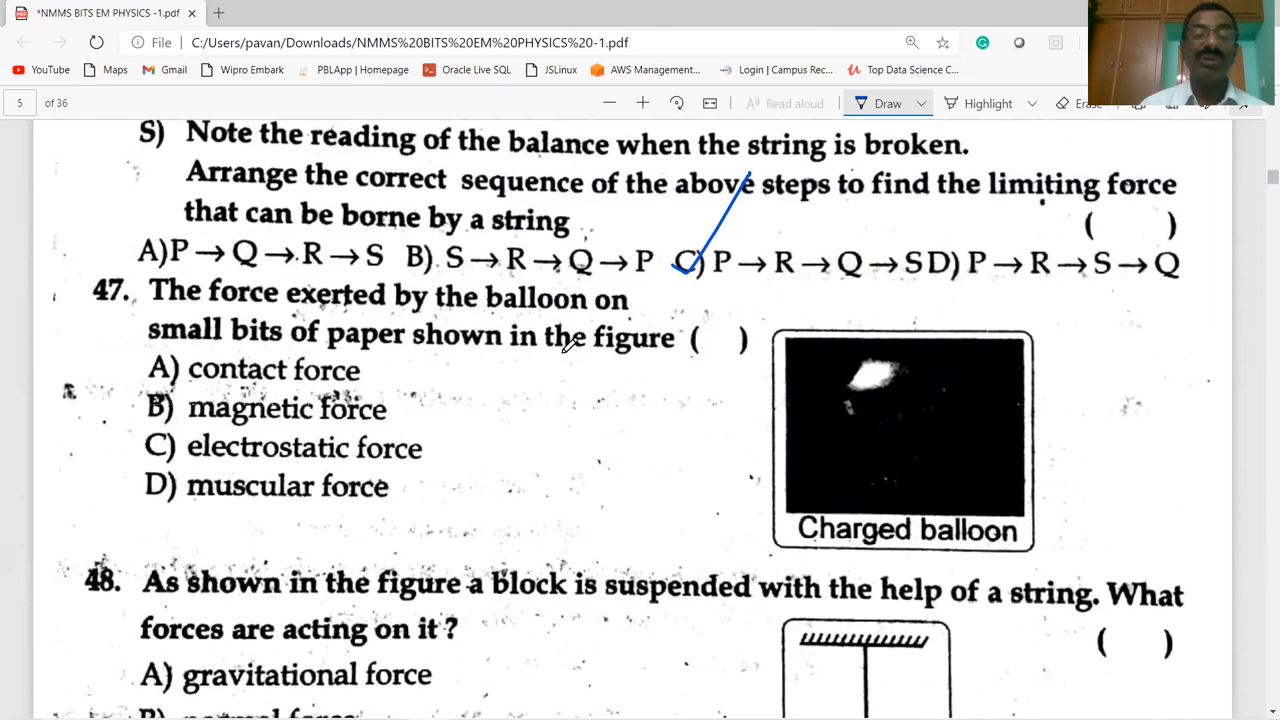 *NMMS BITS EM PHYSICS -1.pdf
File
C:/Users/pavan/Downloads/NMMS%20BITS%20EM%20PHYSICS%20-1.pdf
YouTube Maps Gmail Wipro Embark PBLApp | Homepage Oracle Live SQL JSLinux AWS Management... Login | Campus Rec... Top Data Science C...
5 of 36 Read aloud Draw Highlight Erase
S) Note the reading of the balance when the string is broken.
Arrange the correct sequence of the above steps to find the limiting force
that can be borne by a string ( )
A)P→Q→R→S B) S→R→Q→P C) P→R→Q→S D) P→R→S→Q
47. The force exerted by the balloon on
small bits of paper shown in the figure ( )
A) contact force
B) magnetic force
C) electrostatic force
D) muscular force
Charged balloon
48. As shown in the figure a block is suspended with the help of a string. What
forces are acting on it ? ( )
A) gravitational force